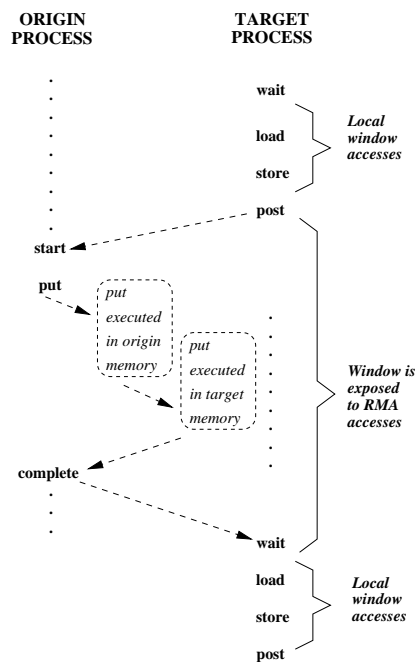 ORIGIN
PROCESS
TARGET
PROCESS
wait
load
store
Local
window
accesses
post
start
put
put
executed
in origin
memory
put
executed
in target
memory
Window is
exposed
to RMA
accesses
complete
wait
load
store
post
Local
window
accesses